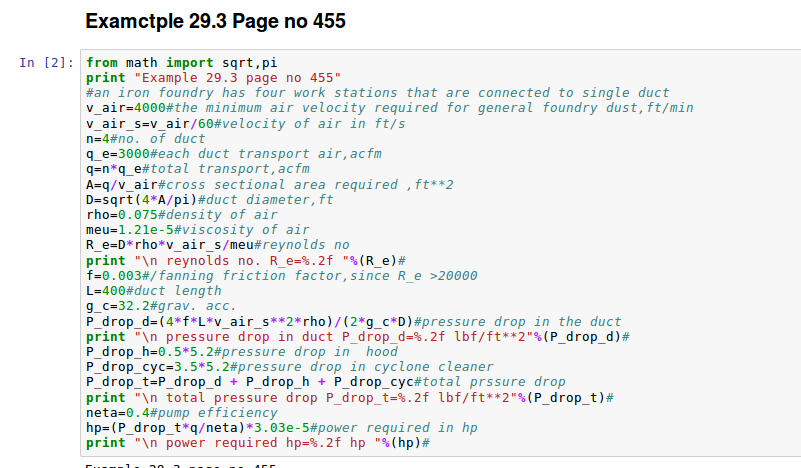 Examctple 29.3 Page no 455
In [2]:
from math import sqrt,pi
print "Example 29.3 page no 455"
#an iron foundry has four work stations that are connected to single duct
v_air=4000#the minimum air velocity required for general foundry dust,ft/min
v_air_s=v_air/60#velocity of air in ft/s
n=4#no. of duct
q_e=3000#each duct transport air,acfm
q=n*q_e#total transport,acfm
A=q/v_air#cross sectional area required ,ft**2
D=sqrt(4*A/pi)#duct diameter,ft
rho=0.075#density of air
meu=1.21e-5#viscosity of air
R_e=D*rho*v_air_s/meu#reynolds no
print "\n reynolds no. R_e=%.2f "%(R_e)#
f=0.003#/fanning friction factor,since R_e >20000
L=400#duct length
g_c=32.2#grav. acc.
P_drop_d=(4*f*L*v_air_s**2*rho)/(2*g_c*D)#pressure drop in the duct
print "\n pressure drop in duct P_drop_d=%.2f lbf/ft**2"%(P_drop_d)#
P_drop_h=0.5*5.2#pressure drop in  hood
P_drop_cyc=3.5*5.2#pressure drop in cyclone cleaner
P_drop_t=P_drop_d + P_drop_h + P_drop_cyc#total prssure drop
print "\n total pressure drop P_drop_t=%.2f lbf/ft**2"%(P_drop_t)#
neta=0.4#pump efficiency
hp=(P_drop_t*q/neta)*3.03e-5#power required in hp
print "\n power required hp=%.2f hp "%(hp)#
Example 29.3 page no 455